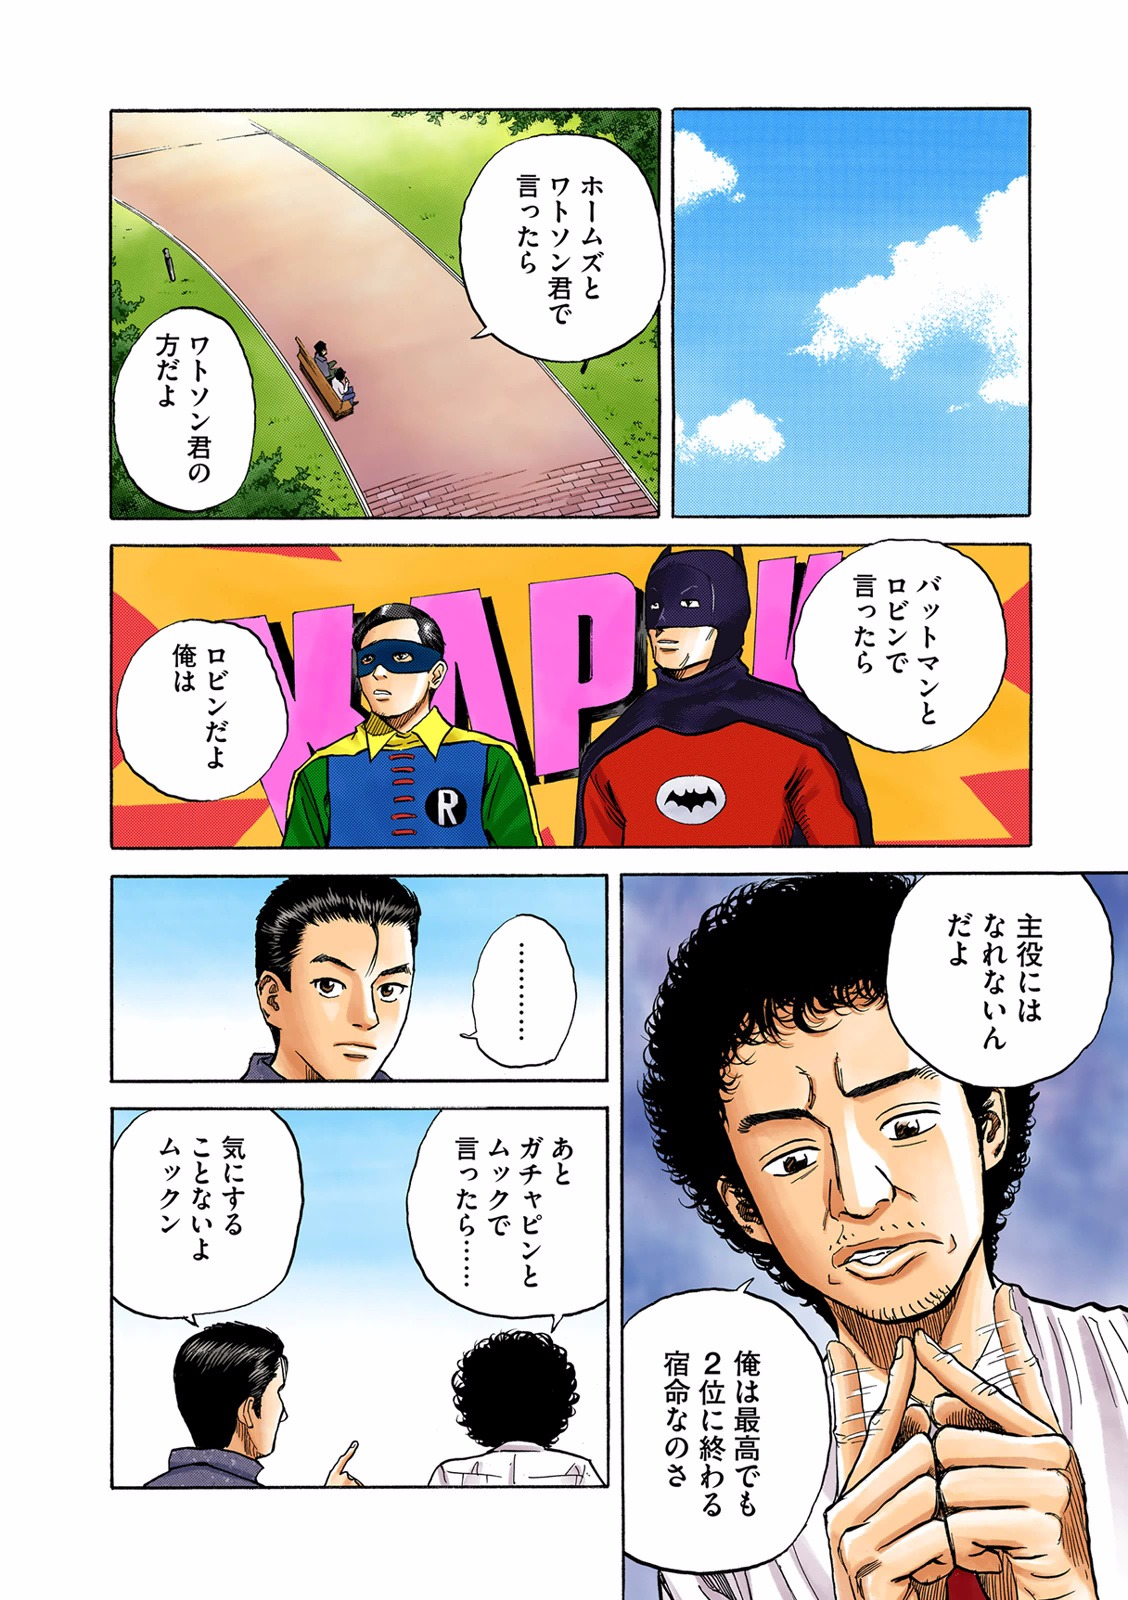 ホームズと
ワトソン君で
言ったら
ワトソン君の
方だよ
バットマンと
ロビンで
言ったら
ロビンだよ
俺は
R
主役には
なれないん
だよ
俺は最高でも
2位に終わる
宿命なのさ
…………
あと
ガチャピンと
ムックで
言ったら……
気にする
ことないよ
ムックン